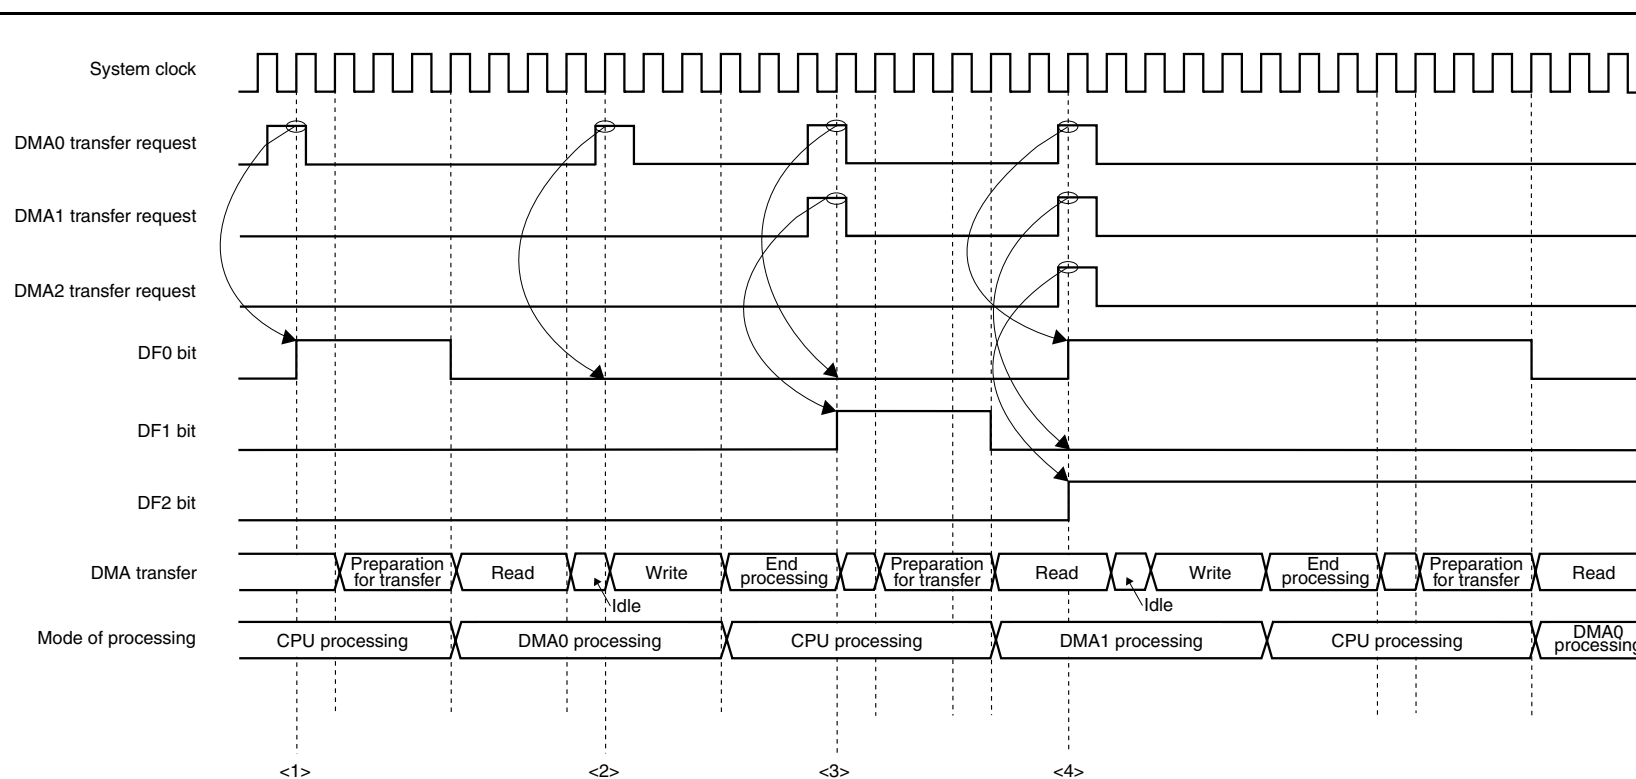 System clock
DMA0 transfer request
DMA1 transfer request
DMA2 transfer request
DF0 bit
DF1 bit
DF2 bit
DMA transfer
Preparation
for transfer
Read
Idle
Write
End
processing
Preparation
for transfer
Read
Idle
Write
End
processing
Preparation
for transfer
Read
Mode of processing
CPU processing
DMA0 processing
CPU processing
DMA1 processing
CPU processing
DMA0
processing
<1>
<2>
<3>
<4>